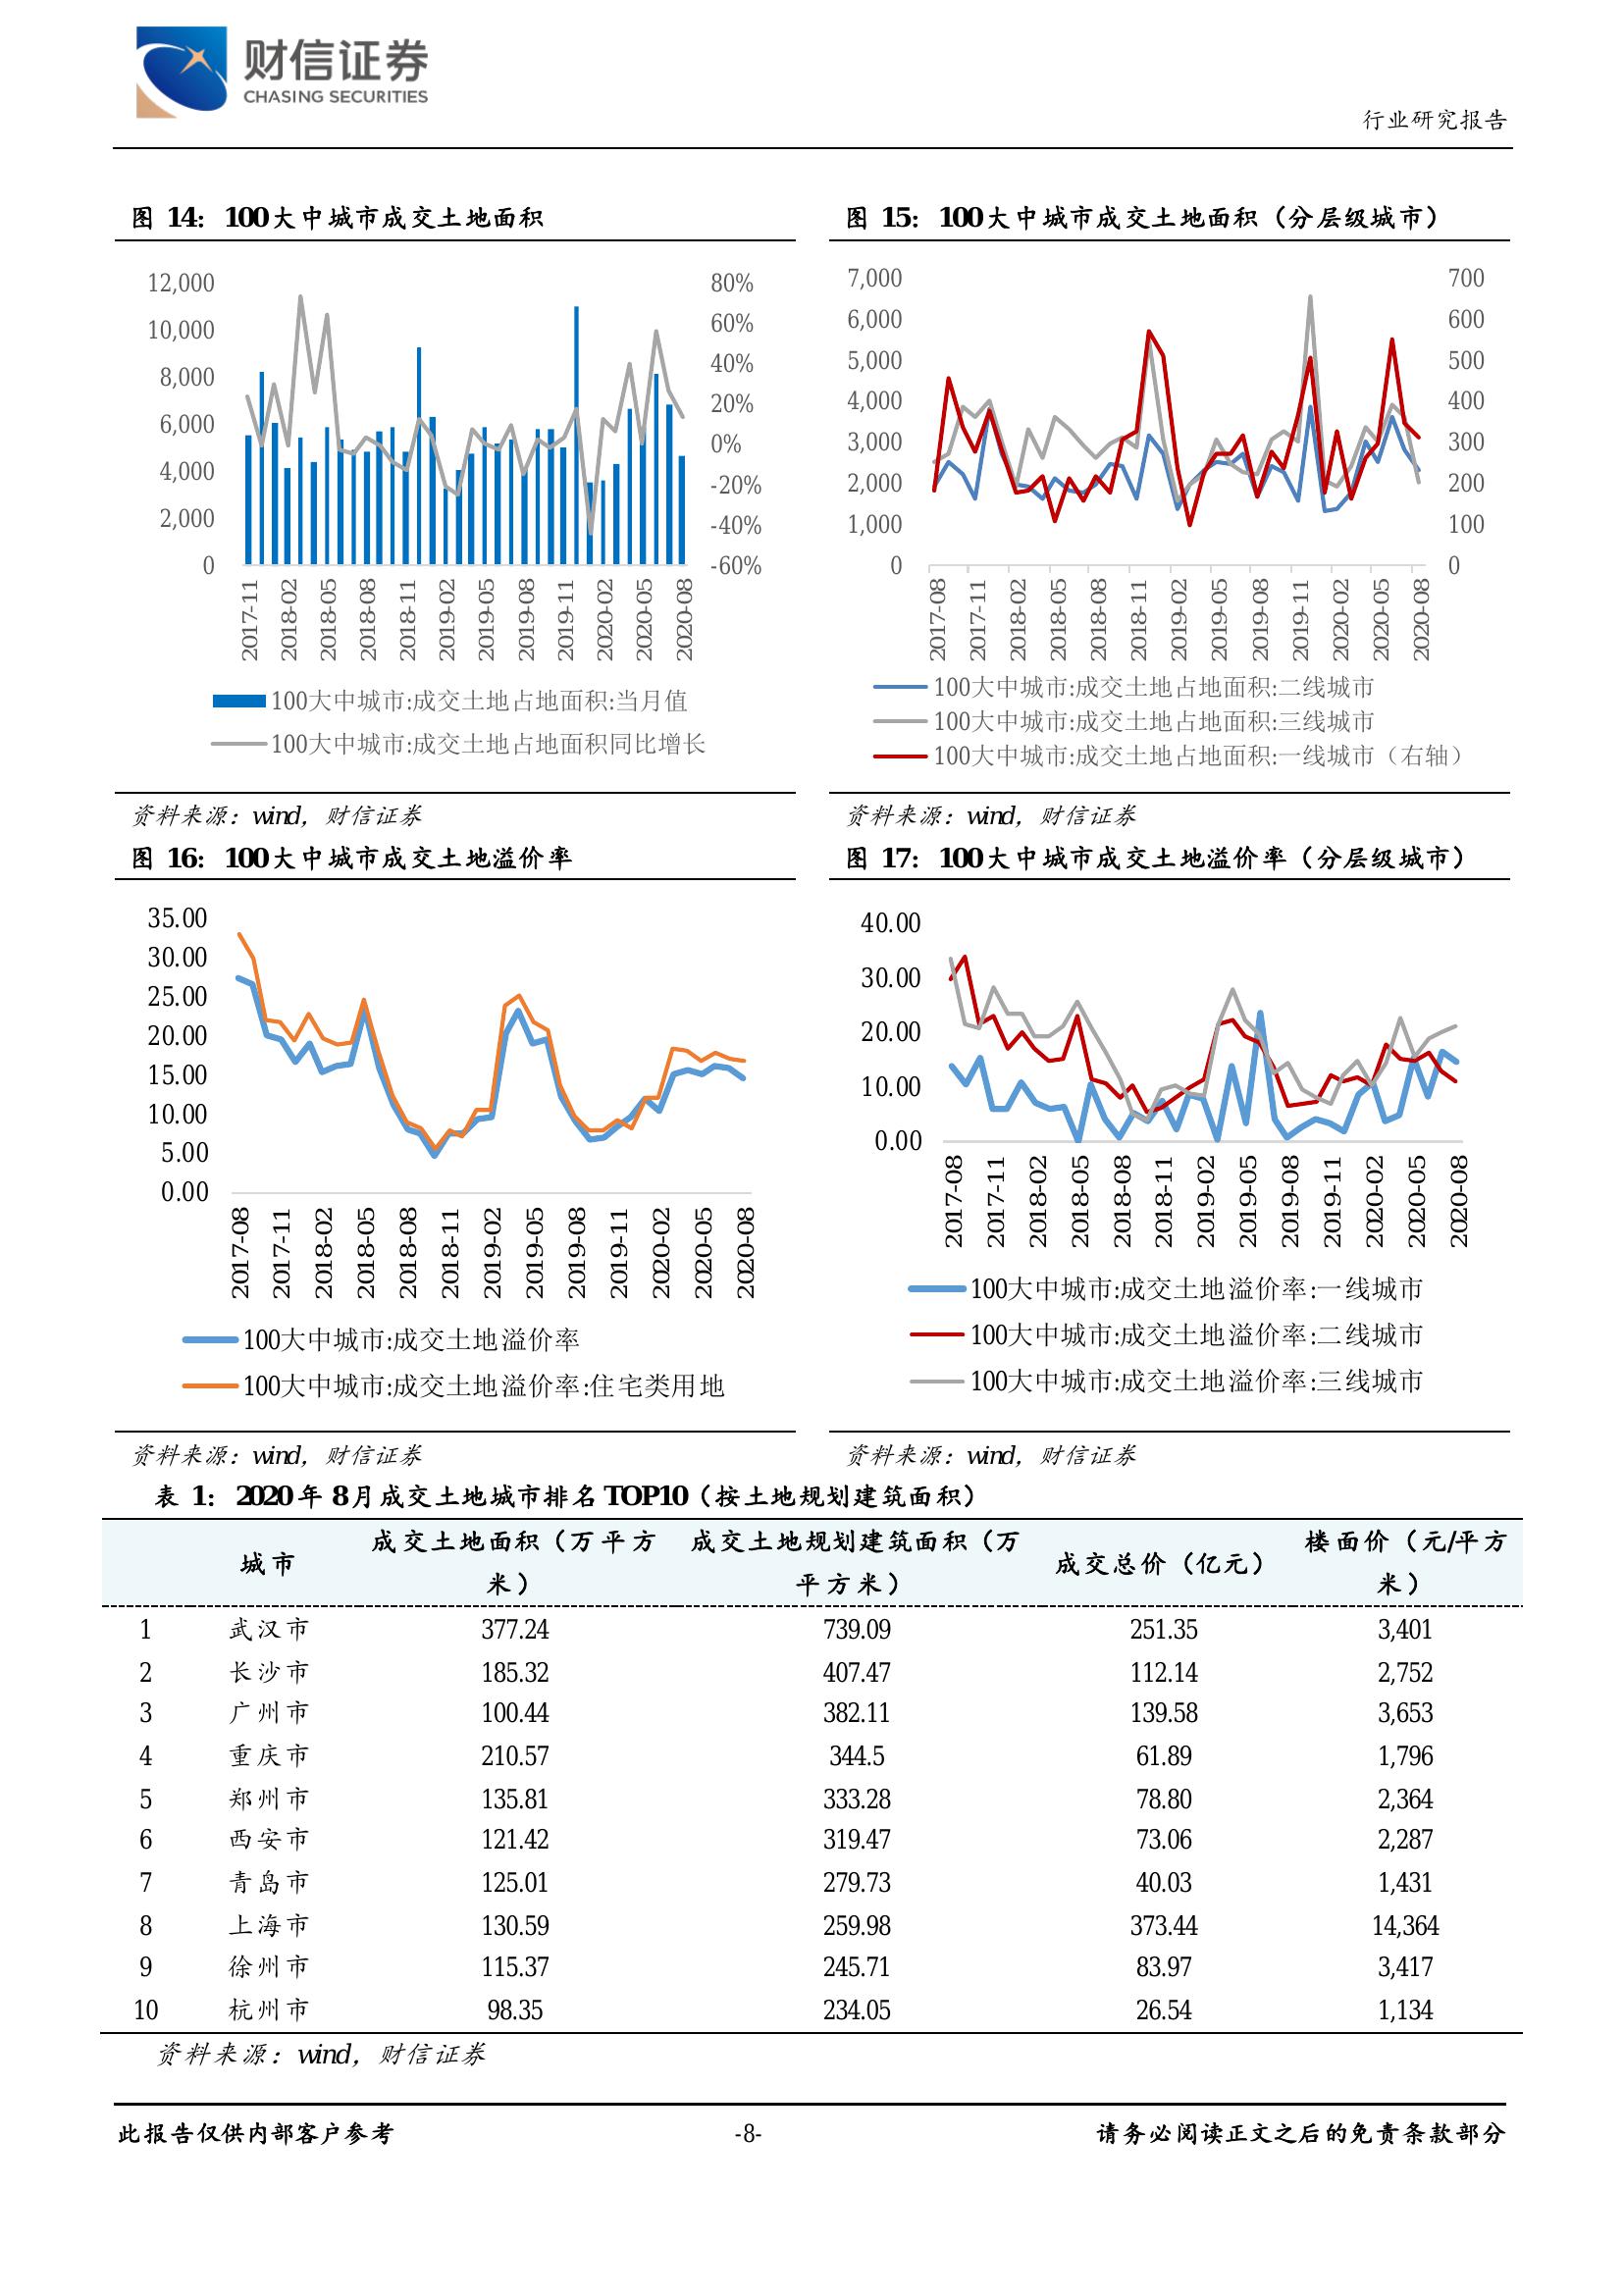 财信证券
CHASING SECURITIES
行业研究报告
图 14：100大中城市成交土地面积
12,000
10,000
8,000
6,000
4,000
2,000
0
80%
60%
40%
20%
0%
-20%
-40%
-60%
2017-11
2018-02
2018-05
2018-08
2018-11
2019-02
2019-05
2019-08
2019-11
2020-02
2020-05
2020-08
100大中城市:成交土地占地面积:当月值
100大中城市:成交土地占地面积同比增长
资料来源：wind，财信证券
图 15：100大中城市成交土地面积（分层级城市）
7,000
6,000
5,000
4,000
3,000
2,000
1,000
0
700
600
500
400
300
200
100
0
2017-08
2017-11
2018-02
2018-05
2018-08
2018-11
2019-02
2019-05
2019-08
2019-11
2020-02
2020-05
2020-08
100大中城市:成交土地占地面积:二线城市
100大中城市:成交土地占地面积:三线城市
100大中城市:成交土地占地面积:一线城市（右轴）
资料来源：wind，财信证券
图 16：100大中城市成交土地溢价率
35.00
30.00
25.00
20.00
15.00
10.00
5.00
0.00
2017-08
2017-11
2018-02
2018-05
2018-08
2018-11
2019-02
2019-05
2019-08
2019-11
2020-02
2020-05
2020-08
100大中城市:成交土地溢价率
100大中城市:成交土地溢价率:住宅类用地
资料来源：wind，财信证券
图 17：100大中城市成交土地溢价率（分层级城市）
40.00
30.00
20.00
10.00
0.00
2017-08
2017-11
2018-02
2018-05
2018-08
2018-11
2019-02
2019-05
2019-08
2019-11
2020-02
2020-05
2020-08
100大中城市:成交土地溢价率:一线城市
100大中城市:成交土地溢价率:二线城市
100大中城市:成交土地溢价率:三线城市
资料来源：wind，财信证券
表 1：2020年8月成交土地城市排名TOP10（按土地规划建筑面积）
城市 成交土地面积（万平方米） 成交土地规划建筑面积（万平方米） 成交总价（亿元） 楼面价（元/平方米）
1 武汉市 377.24 739.09 251.35 3,401
2 长沙市 185.32 407.47 112.14 2,752
3 广州市 100.44 382.11 139.58 3,653
4 重庆市 210.57 344.5 61.89 1,796
5 郑州市 135.81 333.28 78.80 2,364
6 西安市 121.42 319.47 73.06 2,287
7 青岛市 125.01 279.73 40.03 1,431
8 上海市 130.59 259.98 373.44 14,364
9 徐州市 115.37 245.71 83.97 3,417
10 杭州市 98.35 234.05 26.54 1,134
资料来源：wind，财信证券
此报告仅供内部客户参考 -8- 请务必阅读正文之后的免责条款部分